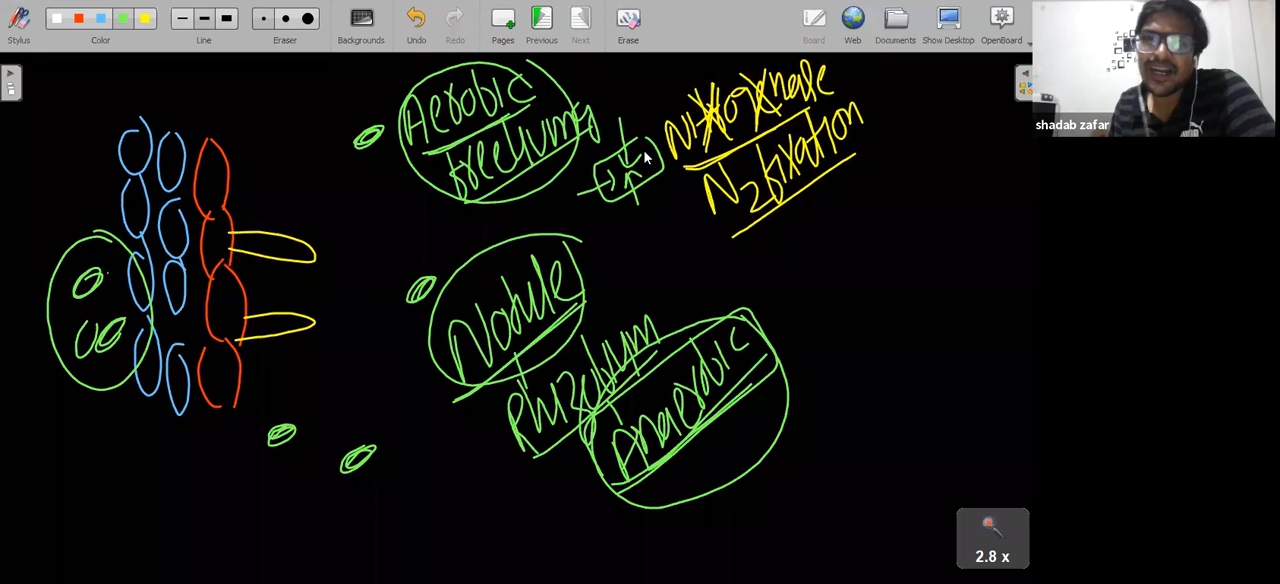 Stylus
Color
Line
Eraser
Backgrounds
Undo
Redo
Pages
Previous
Next
Erase
Board
Web
Documents
Show Desktop
OpenBoard
shadab zafar
Aerobic
freeliving
N2 fixation
Nodule
Rhizobium
Anaerobic
2.8 x